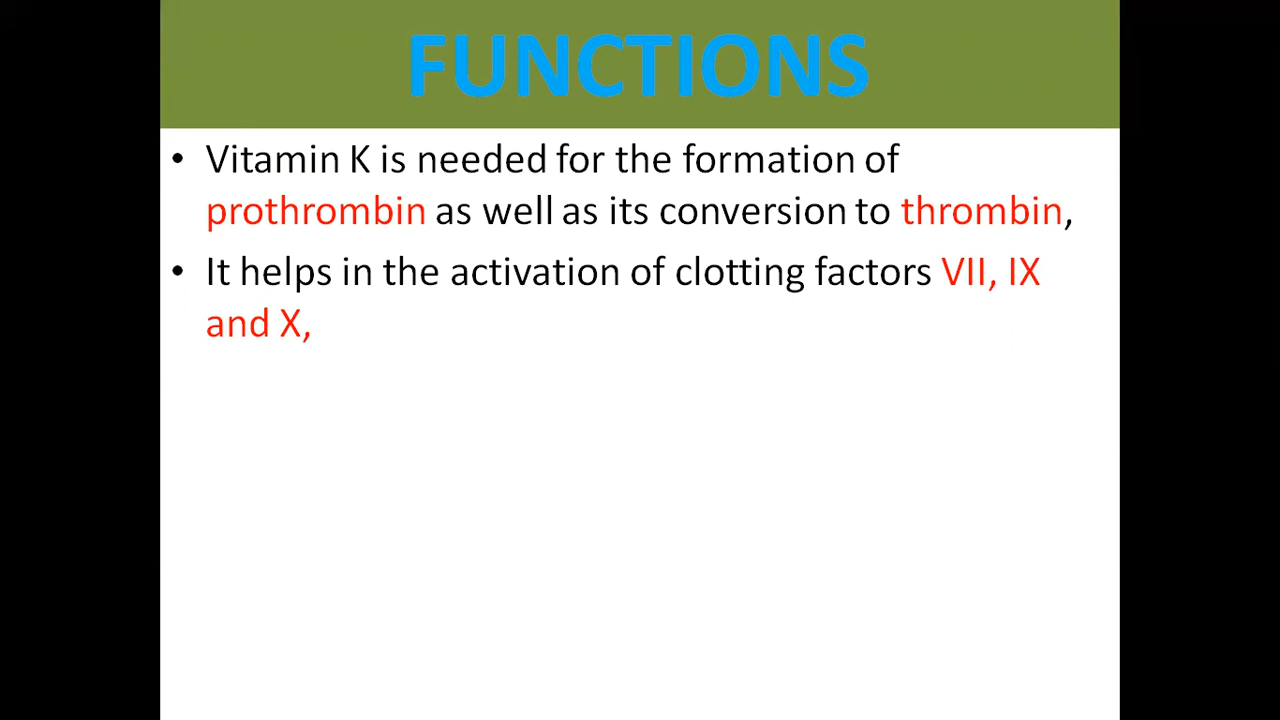 FUNCTIONS
• Vitamin K is needed for the formation of
prothrombin as well as its conversion to thrombin,
• It helps in the activation of clotting factors VII, IX
and X,